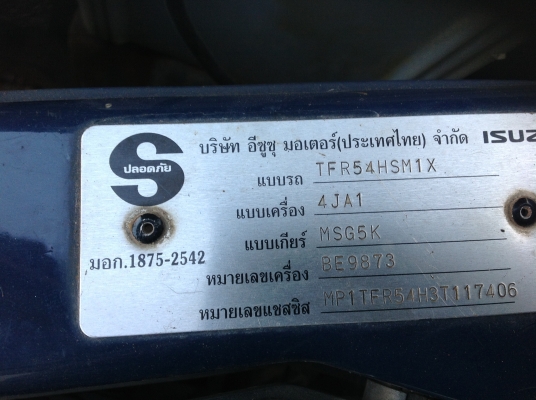 บริษัท อีซูซุ มอเตอร์(ประเทศไทย) จำกัด ISUZ
S
ปลอดภัย
แบบรถ TFR54HSM1X
แบบเครื่อง 4JA1
แบบเกียร์ MSG5K
มอก.1875-2542
หมายเลขเครื่อง BE9873
หมายเลขแชสซิส MP1TFR54H3T117406